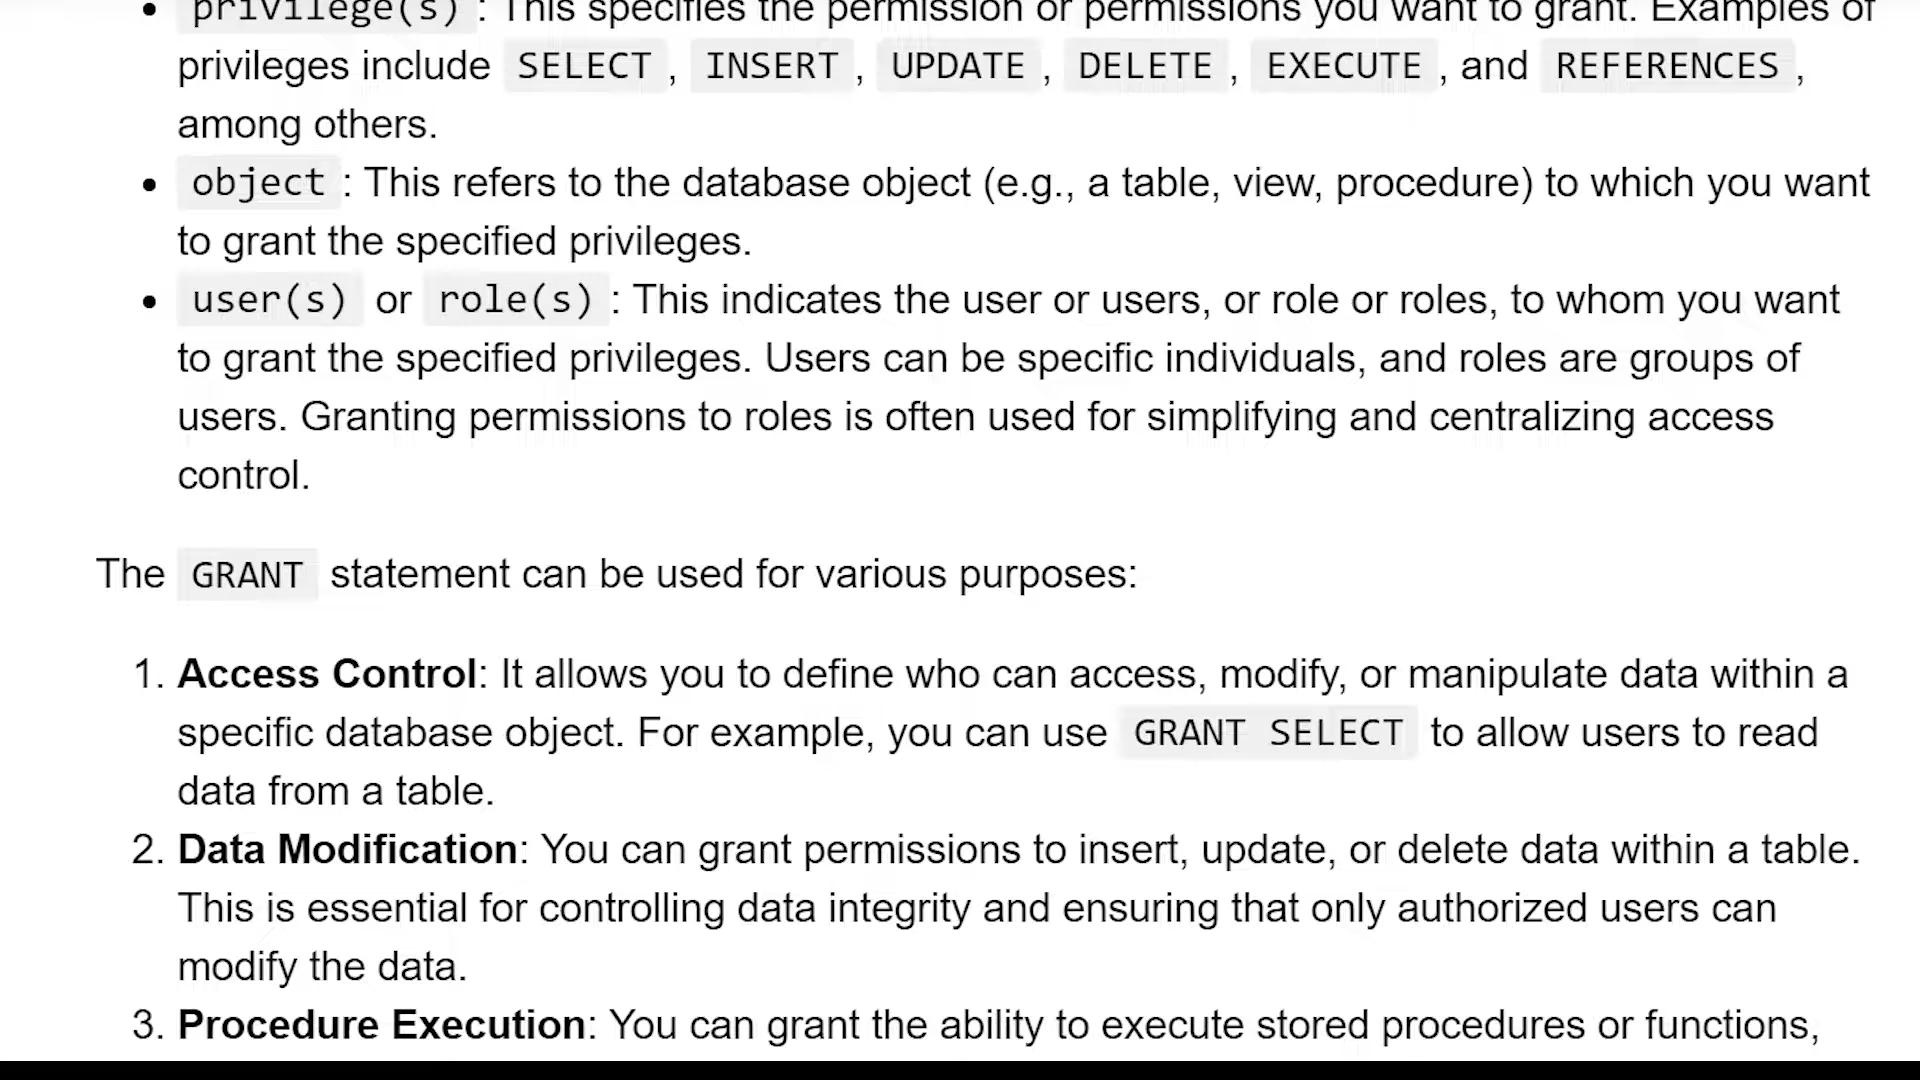 • privilege(s) : This specifies the permission or permissions you want to grant. Examples of
privileges include SELECT , INSERT , UPDATE , DELETE , EXECUTE , and REFERENCES ,
among others.
• object : This refers to the database object (e.g., a table, view, procedure) to which you want
to grant the specified privileges.
• user(s) or role(s) : This indicates the user or users, or role or roles, to whom you want
to grant the specified privileges. Users can be specific individuals, and roles are groups of
users. Granting permissions to roles is often used for simplifying and centralizing access
control.
The GRANT statement can be used for various purposes:
1. Access Control: It allows you to define who can access, modify, or manipulate data within a
specific database object. For example, you can use GRANT SELECT to allow users to read
data from a table.
2. Data Modification: You can grant permissions to insert, update, or delete data within a table.
This is essential for controlling data integrity and ensuring that only authorized users can
modify the data.
3. Procedure Execution: You can grant the ability to execute stored procedures or functions,